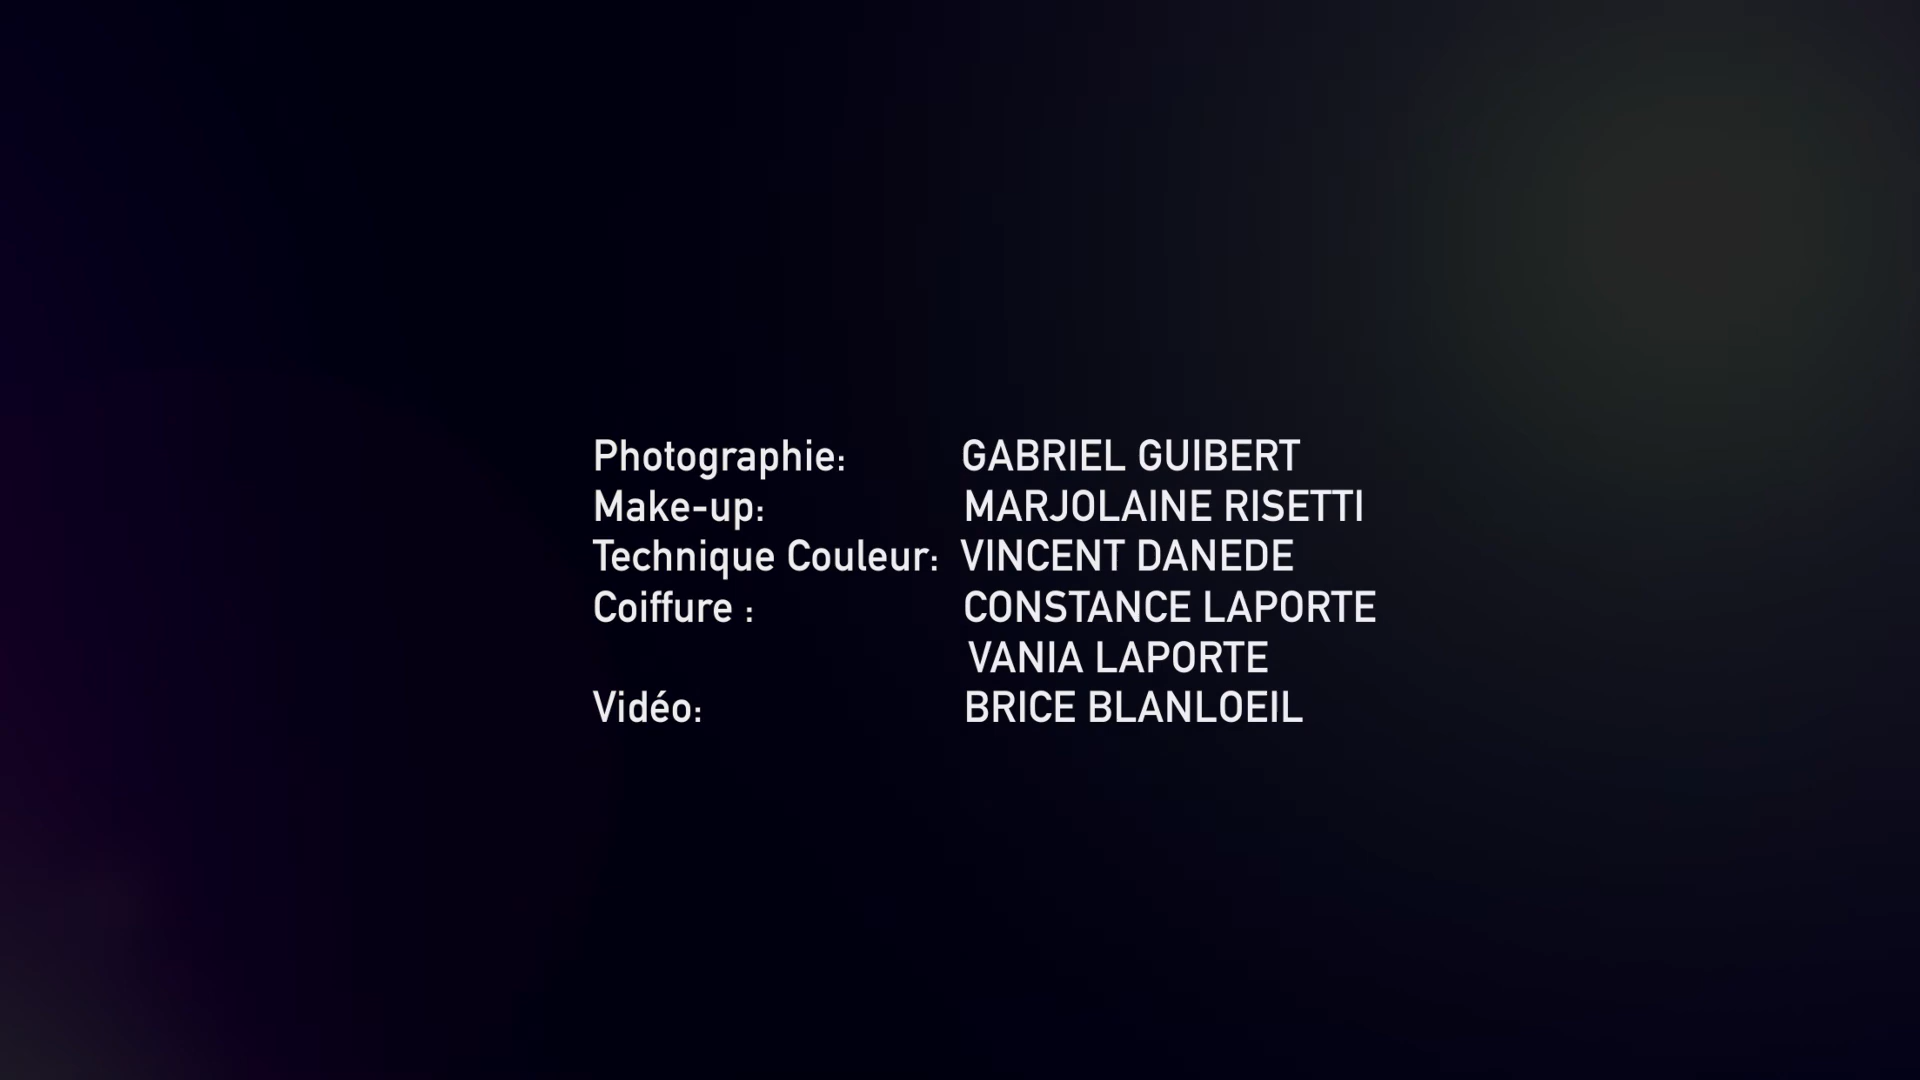 Photographie: GABRIEL GUIBERT
Make-up: MARJOLAINE RISETTI
Technique Couleur: VINCENT DANEDE
Coiffure : CONSTANCE LAPORTE
VANIA LAPORTE
Vidéo: BRICE BLANLOEIL